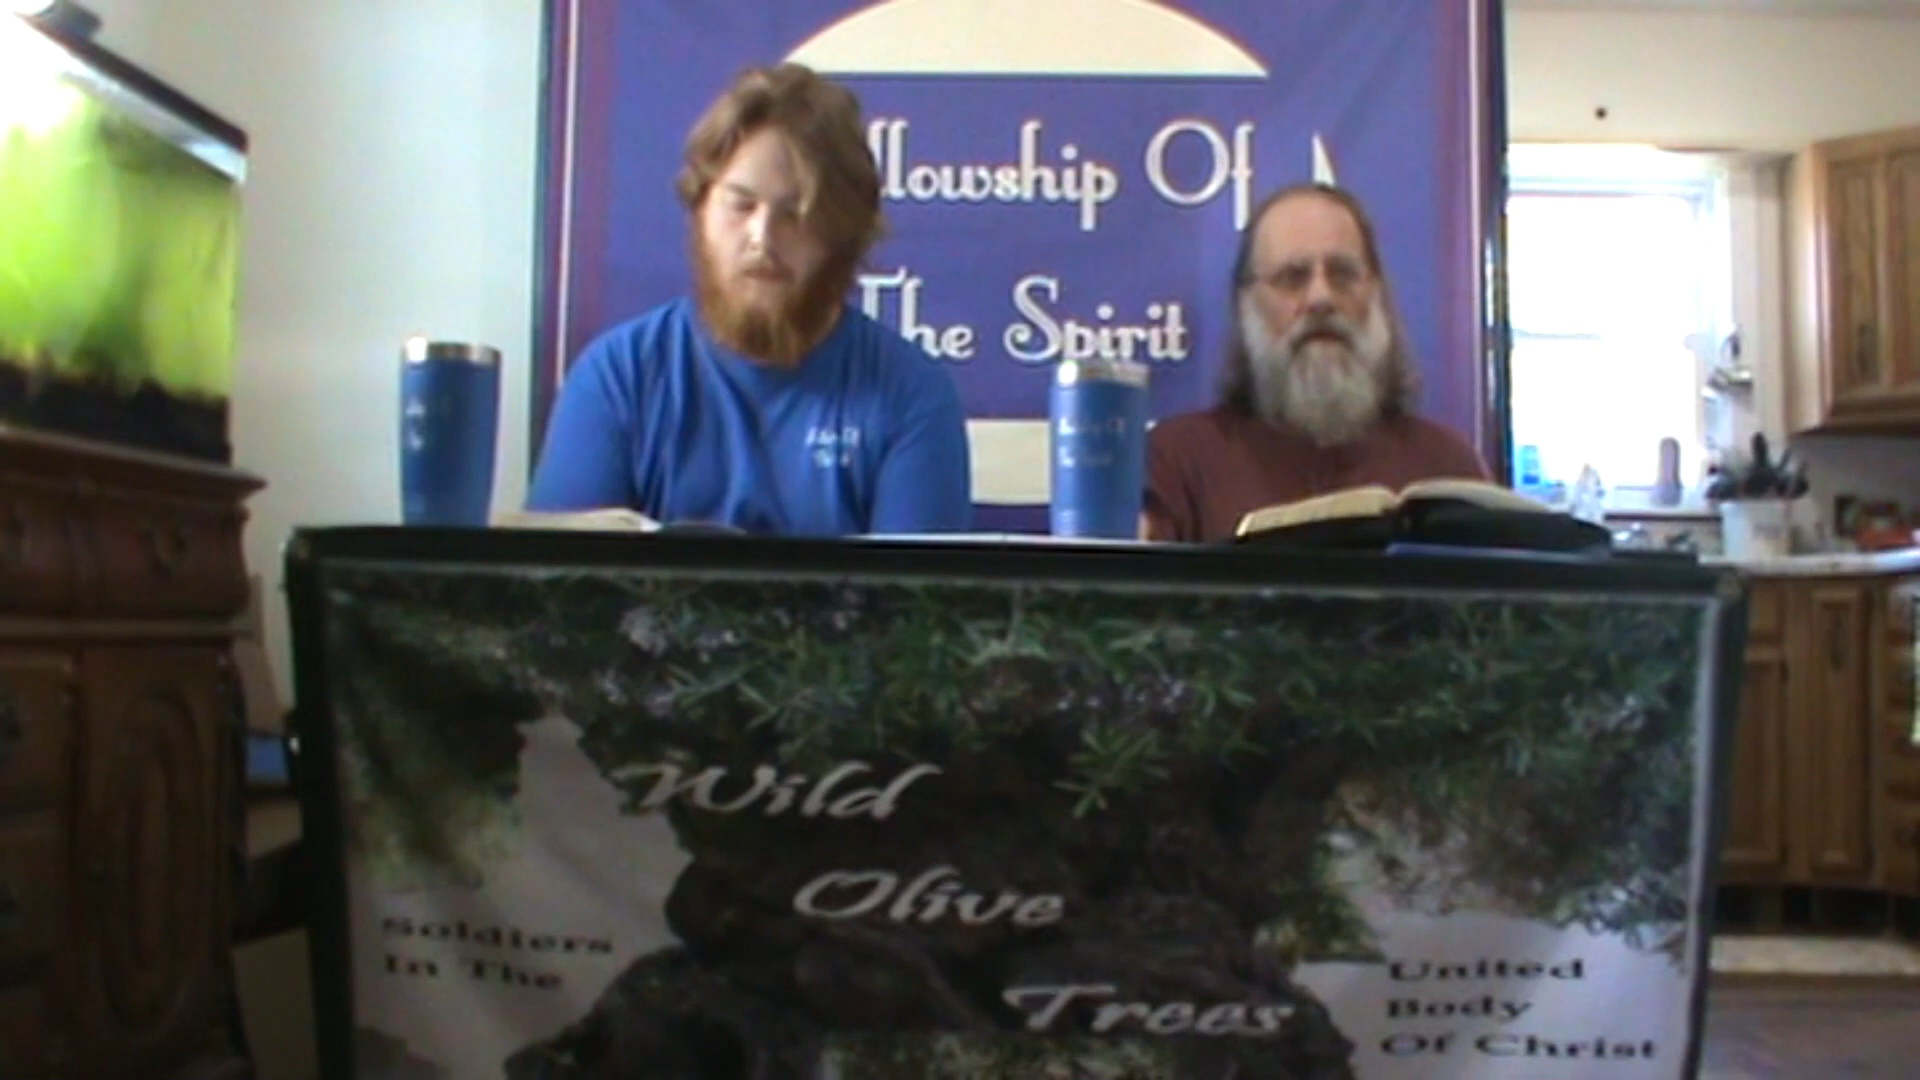 llowship Of
The Spirit
Wild
Olive
Trees
Soldiers
In The
United
Body
Of Christ